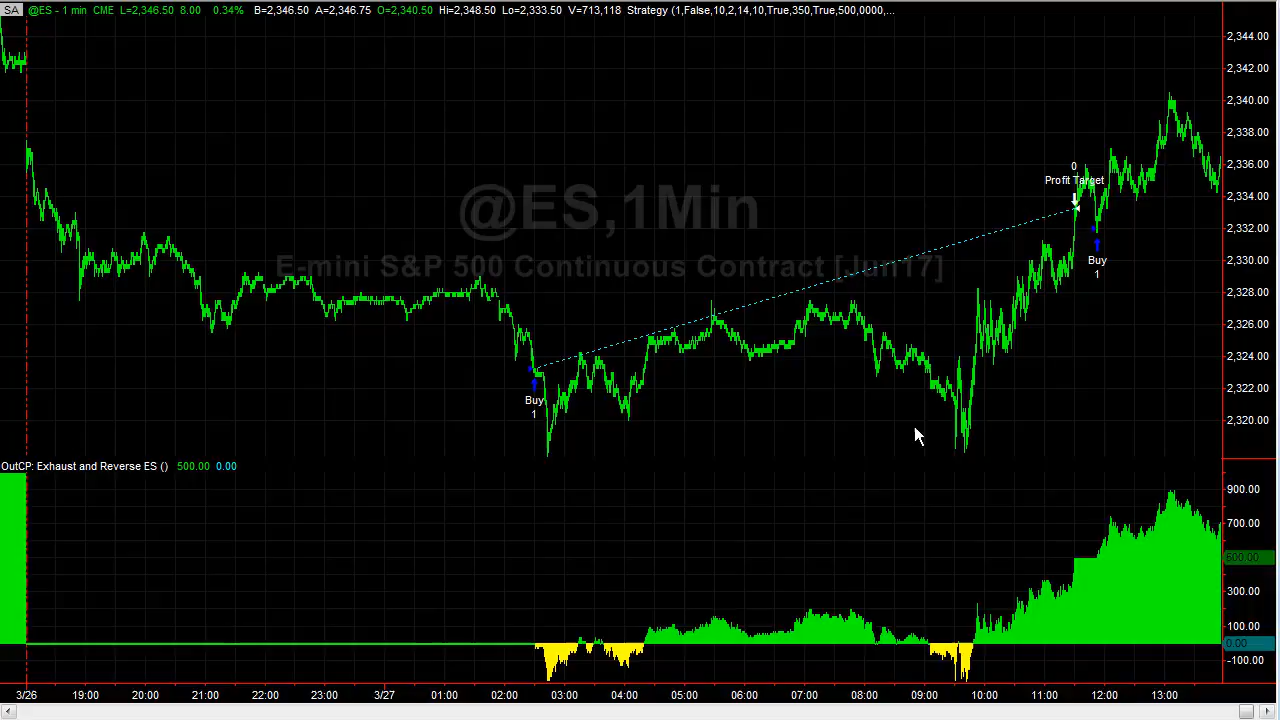 SA @ES - 1 min CME L=2,346.50 8.00 0.34% B=2,346.50 A=2,346.75 O=2,340.50 Hi=2,348.50 Lo=2,333.50 V=713,118 Strategy (1,False,10,2,14,10,True,350,True,500,0000,...
2,344.00
2,342.00
2,340.00
2,338.00
2,336.00
2,334.00
2,332.00
2,330.00
2,328.00
2,326.00
2,324.00
2,322.00
2,320.00
0
Profit Target
@ES,1Min
E-mini S&P 500 Continuous Contract [Jun17]
Buy
1
Buy
1
OutCP: Exhaust and Reverse ES () 500.00 0.00
900.00
700.00
500.00
300.00
100.00
0.00
-100.00
3/26 19:00 20:00 21:00 22:00 23:00 3/27 01:00 02:00 03:00 04:00 05:00 06:00 07:00 08:00 09:00 10:00 11:00 12:00 13:00